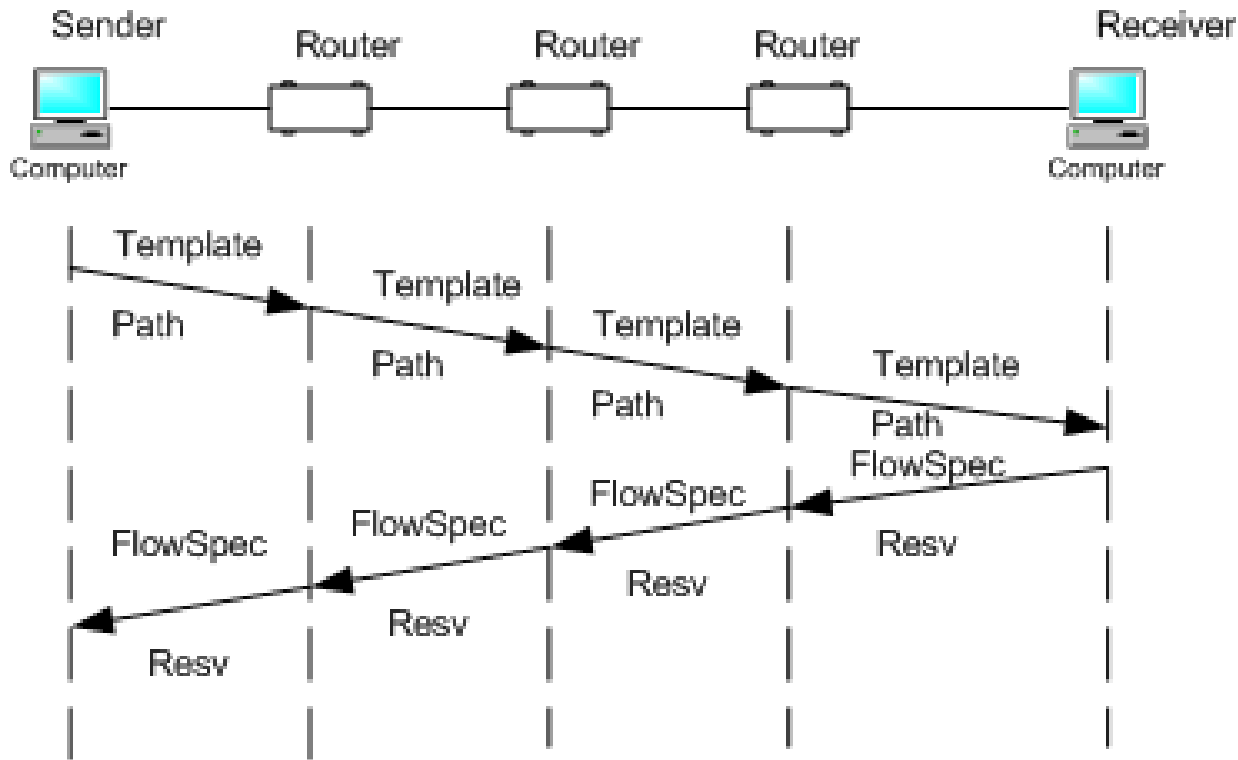 Sender
Router
Router
Router
Receiver
Computer
Computer
Template
Path
Template
Path
Template
Path
Template
Path
FlowSpec
Resv
FlowSpec
Resv
FlowSpec
Resv
FlowSpec
Resv